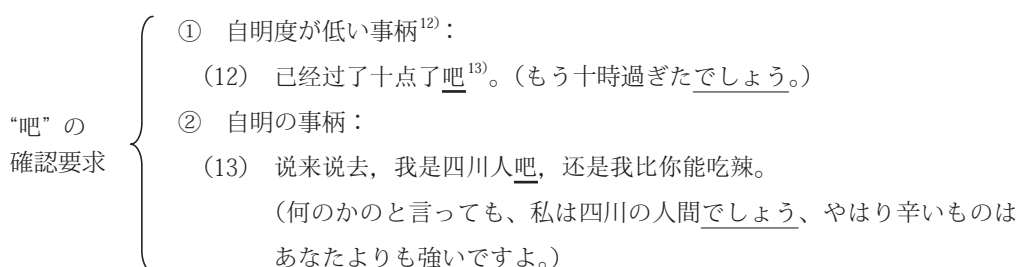 ① 自明度が低い事柄12)：
(12) 已经过了十点了吧13)。（もう十時過ぎたでしょう。）
“吧”の
確認要求
② 自明の事柄：
(13) 说来说去，我是四川人吧，还是我比你能吃辣。
（何のかのと言っても、私は四川の人間でしょう、やはり辛いものは
あなたよりも強いですよ。）